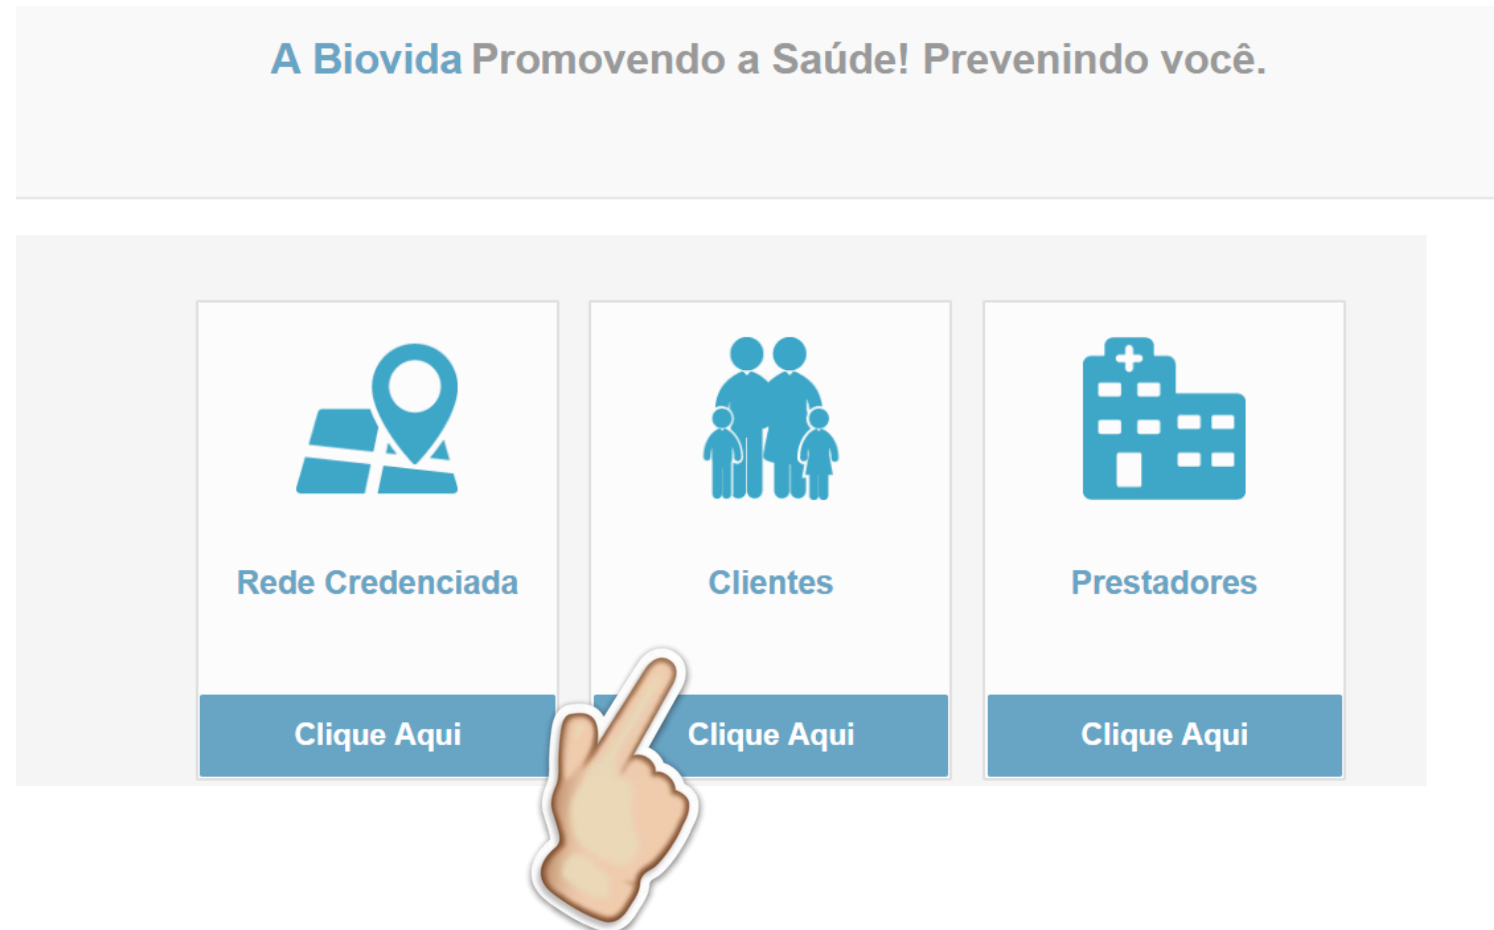 A Biovida Promovendo a Saúde! Prevenindo você.
Rede Credenciada
Clientes
Prestadores
Clique Aqui
Clique Aqui
Clique Aqui